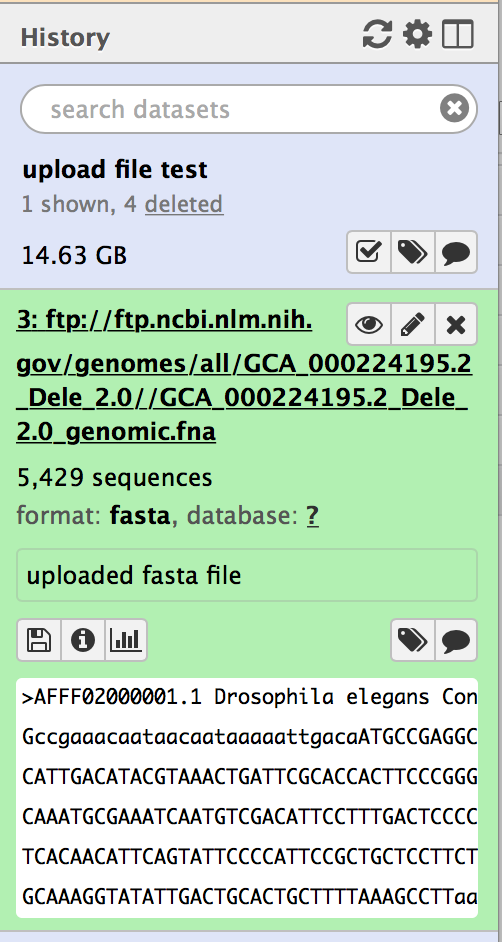 History
search datasets
upload file test
1 shown, 4 deleted
14.63 GB
3: ftp://ftp.ncbi.nlm.nih.
gov/genomes/all/GCA_000224195.2
_Dele_2.0//GCA_000224195.2_Dele_
2.0_genomic.fna
5,429 sequences
format: fasta, database: ?
uploaded fasta file
>AFFF02000001.1 Drosophila elegans Con
GccgaaacaataacaataaaaattgacaATGCCGAGGC
CATTGACATACGTAAACTGATTCGCACCACTTCCCGGG
CAAATGCGAAATCAATGTCGACATTCCTTTGACTCCCC
TCACAACATTCAGTATTCCCCATTCCGCTGCTCCTTCT
GCAAAGGTATATTGACTGCACTGCTTTTAAAGCCTTaa